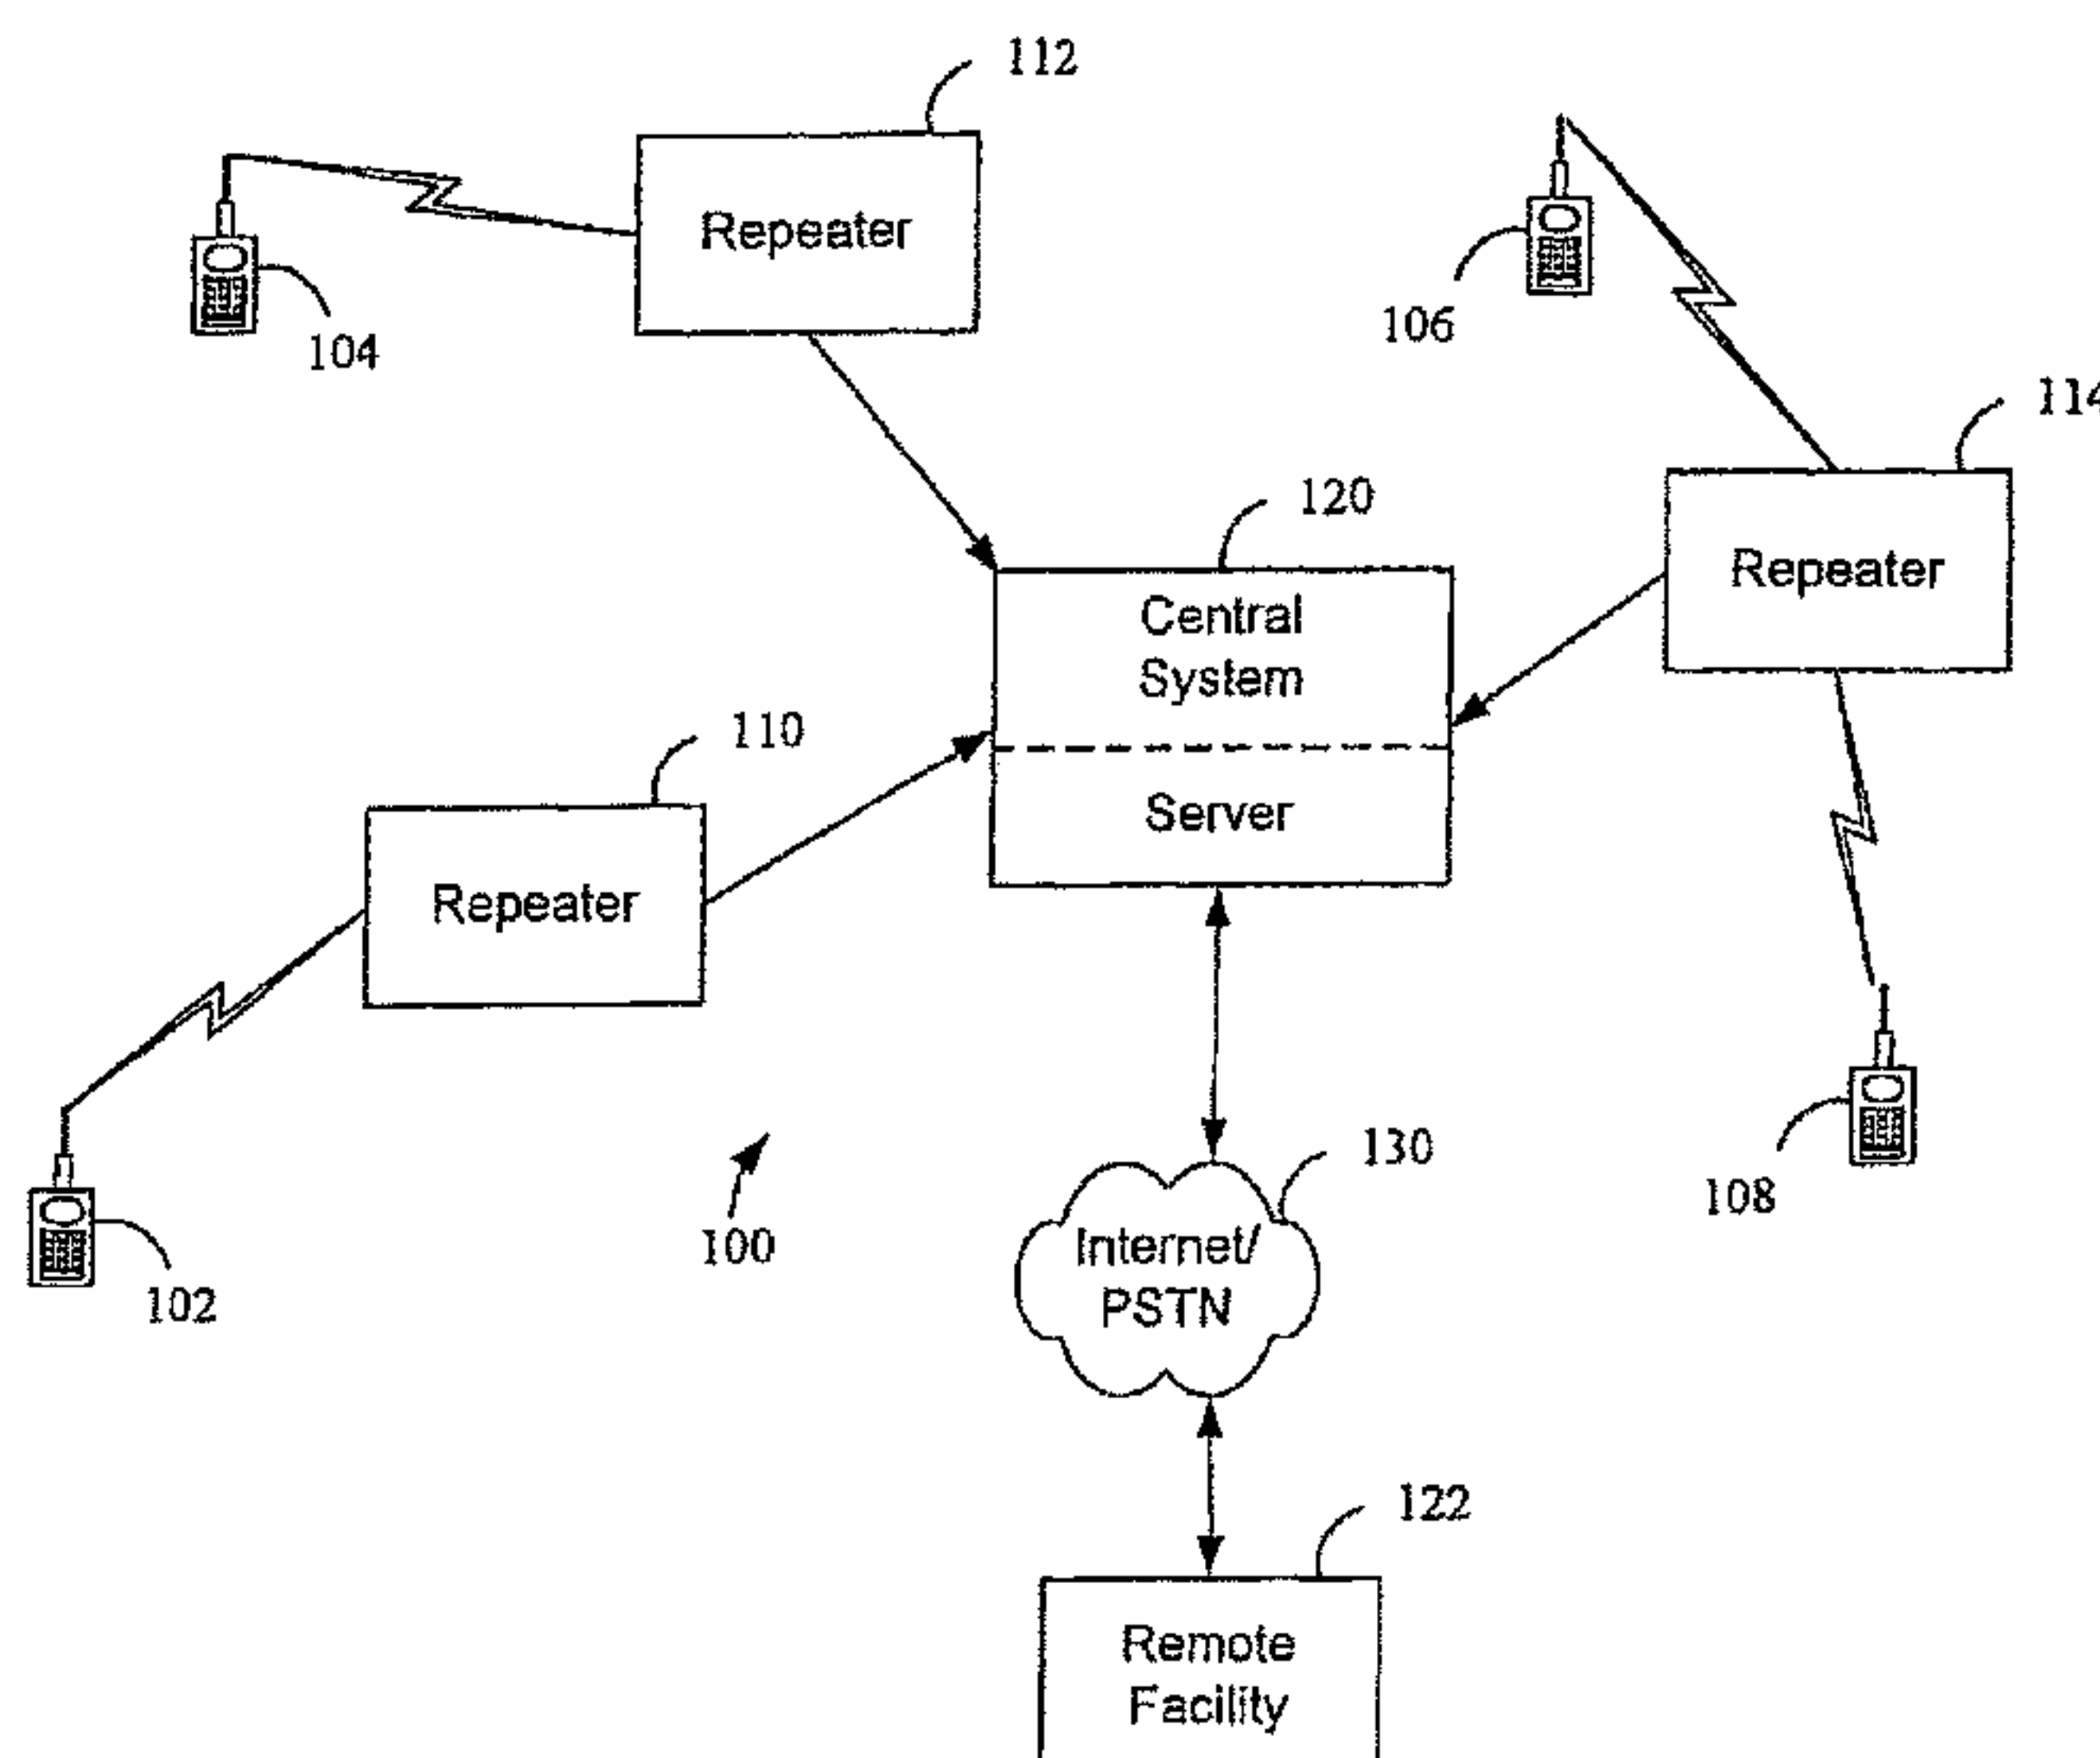 112
Repeater
104
106
114
120
Repeater
Central
System
110
Server
Repeater
130
108
100
Internet/
PSTN
102
122
Remote
Facility